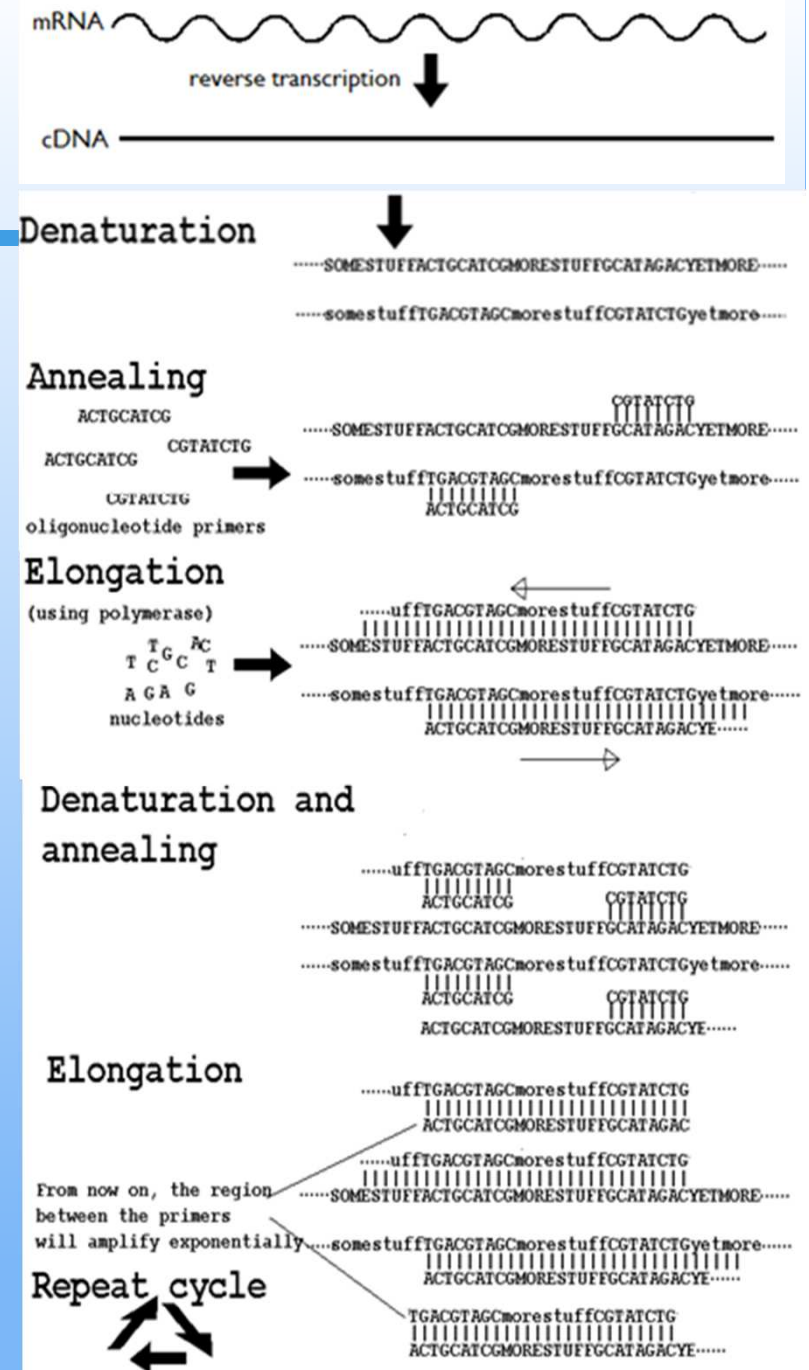 mRNA
reverse transcription
cDNA
Denaturation
······SOMESTUFFACTGCATCGMORESTUFFGCATAGACYETMORE······
······somestuffTGACGTAGCmorestuffCGTATCTGyetmore······
Annealing
ACTGCATCG
CGTATCTG
ACTGCATCG
CGTATCTG
oligonucleotide primers
CGTATCTG
······SOMESTUFFACTGCATCGMORESTUFFGCATAGACYETMORE······
······somestuffTGACGTAGCmorestuffCGTATCTGyetmore······
ACTGCATCG
Elongation
(using polymerase)
T G AC
T C C T
A G A G
nucleotides
······uffTGACGTAGCmorestuffCGTATCTG
······SOMESTUFFACTGCATCGMORESTUFFGCATAGACYETMORE······
······somestuffTGACGTAGCmorestuffCGTATCTGyetmore······
ACTGCATCGMORESTUFFGCATAGACYE······
Denaturation and
annealing
······uffTGACGTAGCmorestuffCGTATCTG
ACTGCATCG
CGTATCTG
······SOMESTUFFACTGCATCGMORESTUFFGCATAGACYETMORE······
······somestuffTGACGTAGCmorestuffCGTATCTGyetmore······
ACTGCATCG
CGTATCTG
ACTGCATCGMORESTUFFGCATAGACYE······
Elongation
······uffTGACGTAGCmorestuffCGTATCTG
ACTGCATCGMORESTUFFGCATAGAC
······uffTGACGTAGCmorestuffCGTATCTG
······SOMESTUFFACTGCATCGMORESTUFFGCATAGACYETMORE······
······somestuffTGACGTAGCmorestuffCGTATCTGyetmore······
ACTGCATCGMORESTUFFGCATAGACYE······
TGACGTAGCmorestuffCGTATCTG
ACTGCATCGMORESTUFFGCATAGACYE······
From now on, the region
between the primers
will amplify exponentially
Repeat cycle